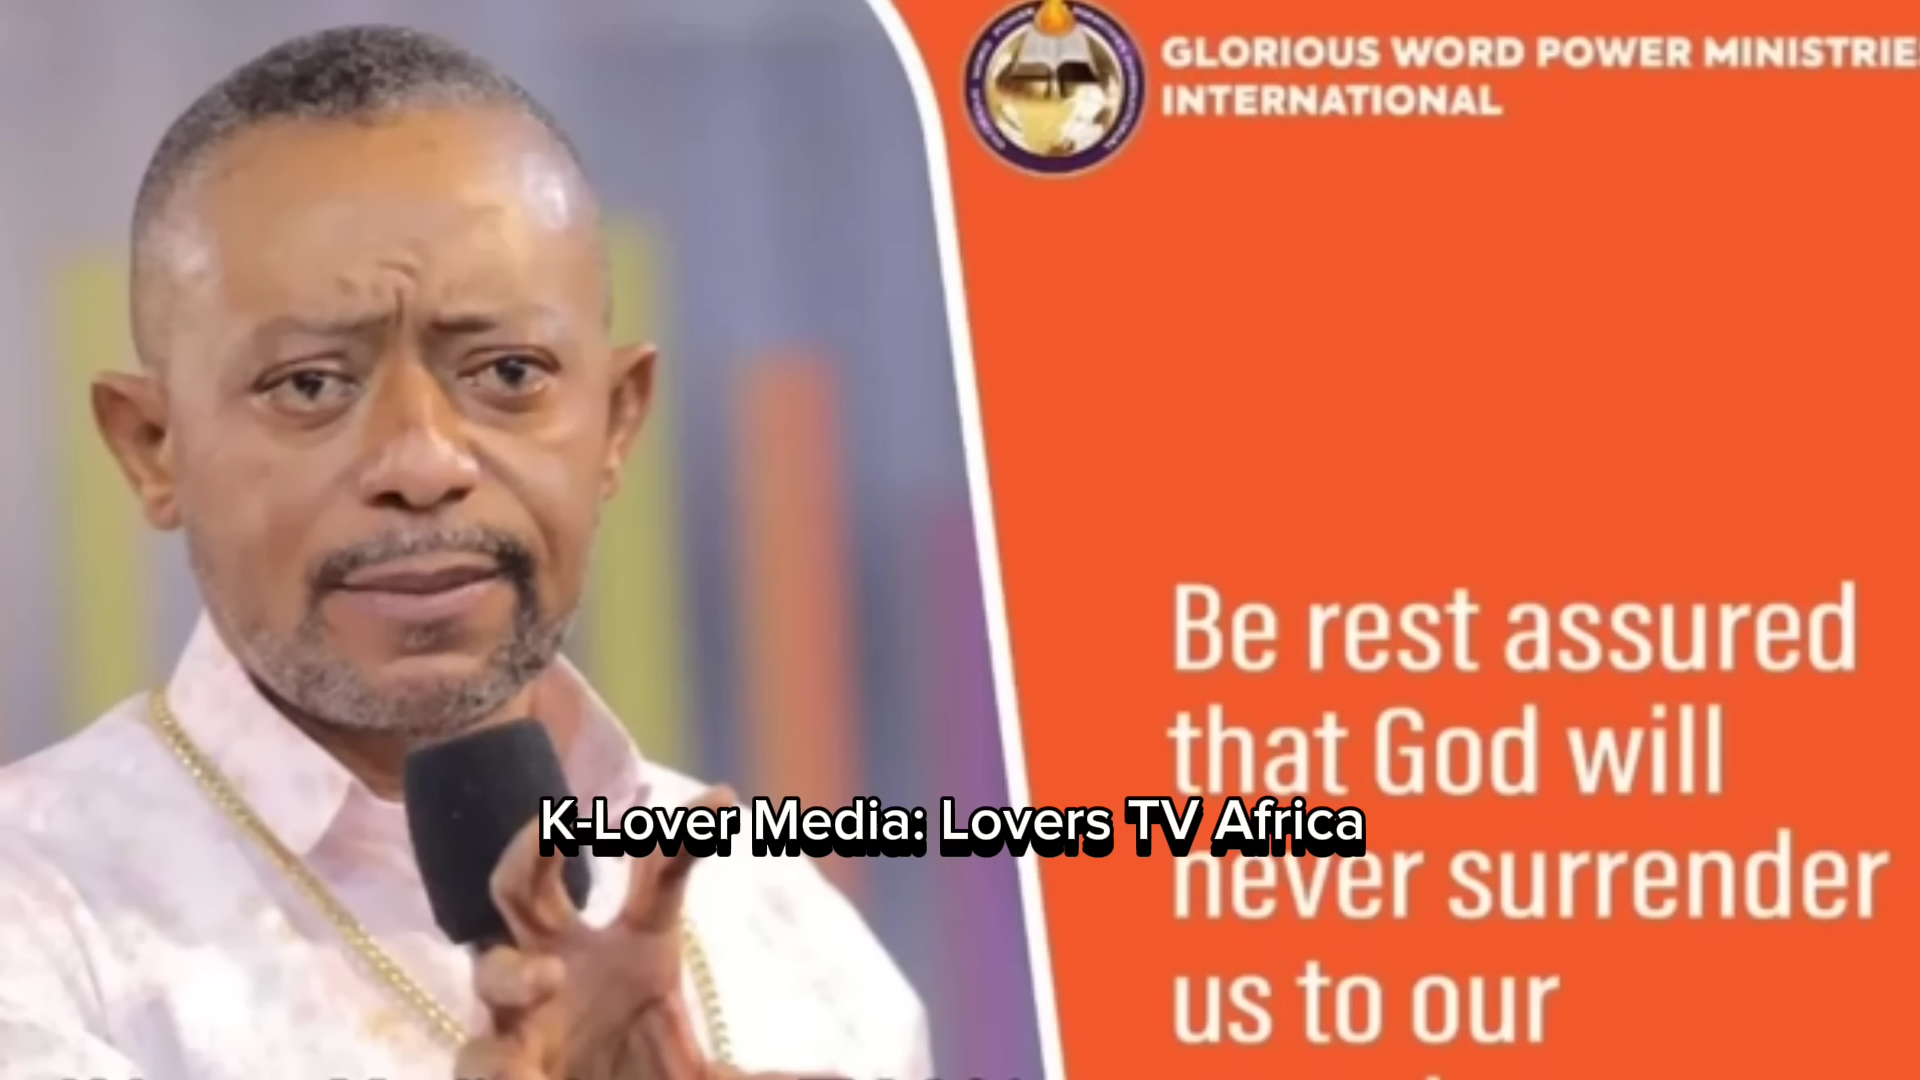 GLORIOUS WORD POWER MINISTRIE
INTERNATIONAL
Be rest assured
that God will
K-Lover Media: Lovers TV Africa
never surrender
us to our